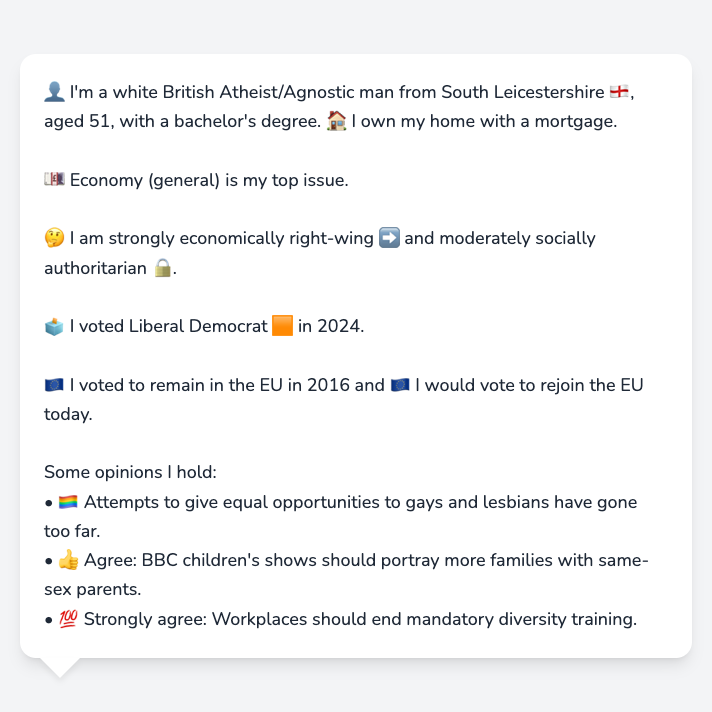 👤 I'm a white British Atheist/Agnostic man from South Leicestershire 🏴󠁧󠁢󠁥󠁮󠁧󠁿,
aged 51, with a bachelor's degree. 🏠 I own my home with a mortgage.
💷 Economy (general) is my top issue.
🤔 I am strongly economically right-wing ➡️ and moderately socially
authoritarian 🔒.
🗳️ I voted Liberal Democrat 🟧 in 2024.
🇪🇺 I voted to remain in the EU in 2016 and 🇪🇺 I would vote to rejoin the EU
today.
Some opinions I hold:
• 🏳️‍🌈 Attempts to give equal opportunities to gays and lesbians have gone
too far.
• 👍 Agree: BBC children's shows should portray more families with same-
sex parents.
• 💯 Strongly agree: Workplaces should end mandatory diversity training.